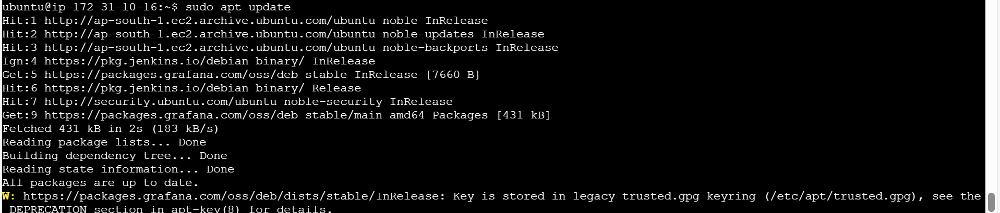 ubuntu@ip-172-31-10-16:~$ sudo apt update
Hit:1 http://ap-south-1.ec2.archive.ubuntu.com/ubuntu noble InRelease
Hit:2 http://ap-south-1.ec2.archive.ubuntu.com/ubuntu noble-updates InRelease
Hit:3 http://ap-south-1.ec2.archive.ubuntu.com/ubuntu noble-backports InRelease
Ign:4 https://pkg.jenkins.io/debian binary/ InRelease
Get:5 https://packages.grafana.com/oss/deb stable InRelease [7660 B]
Hit:6 https://pkg.jenkins.io/debian binary/ Release
Hit:7 http://security.ubuntu.com/ubuntu noble-security InRelease
Get:9 https://packages.grafana.com/oss/deb stable/main amd64 Packages [431 kB]
Fetched 431 kB in 2s (183 kB/s)
Reading package lists... Done
Building dependency tree... Done
Reading state information... Done
All packages are up to date.
W: https://packages.grafana.com/oss/deb/dists/stable/InRelease: Key is stored in legacy trusted.gpg keyring (/etc/apt/trusted.gpg), see the
DEPRECATION section in apt-key(8) for details.